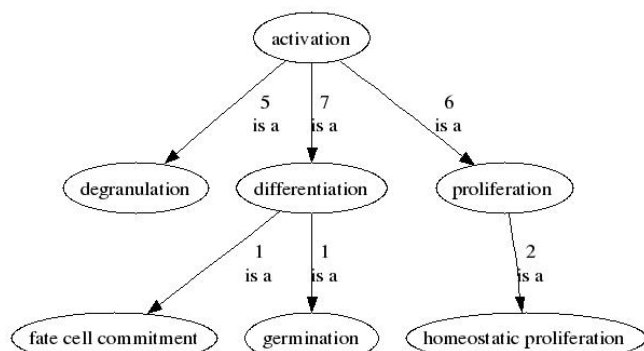 activation
5 7 6
is a is a is a
degranulation differentiation proliferation
1 1 2
is a is a is a
fate cell commitment germination homeostatic proliferation